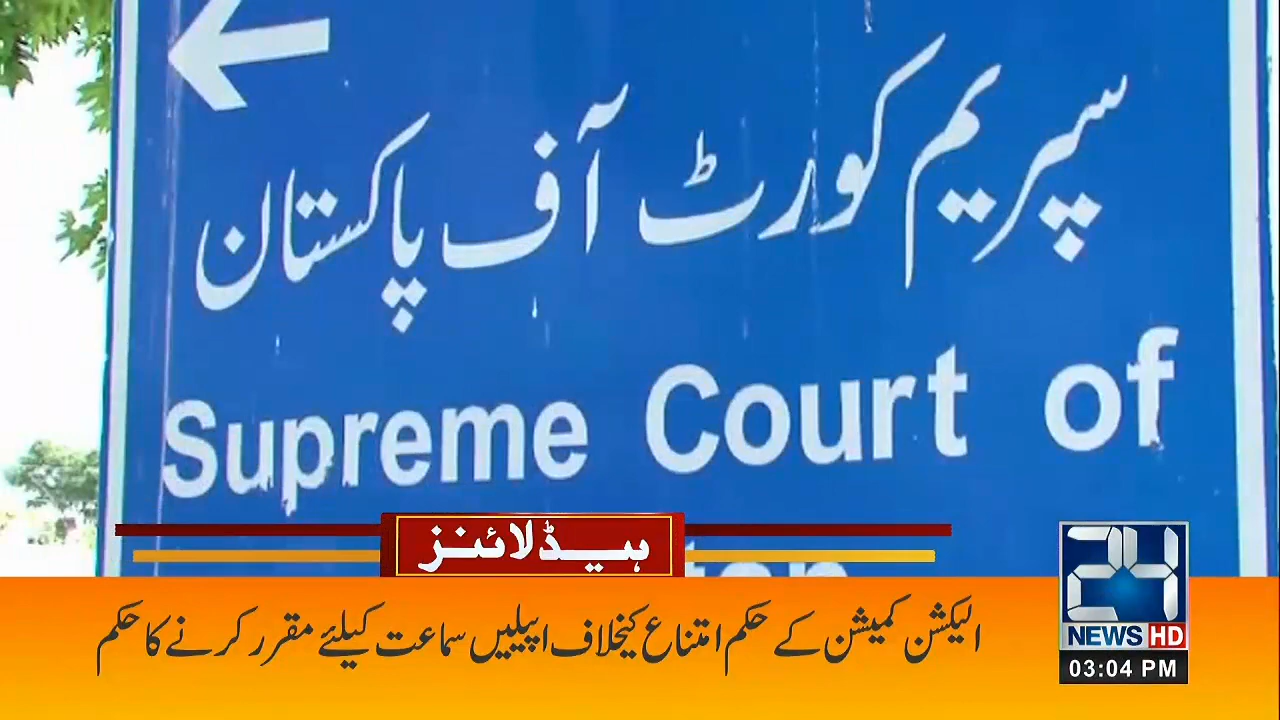 سپریم کورٹ آف پاکستان
Supreme Court of
ہیڈلائنز
الیکشن کمیشن کے حکم امتناع کیخلاف اپیلیں سماعت کیلئے مقرر کرنے کا حکم
24
NEWS HD
03:04 PM